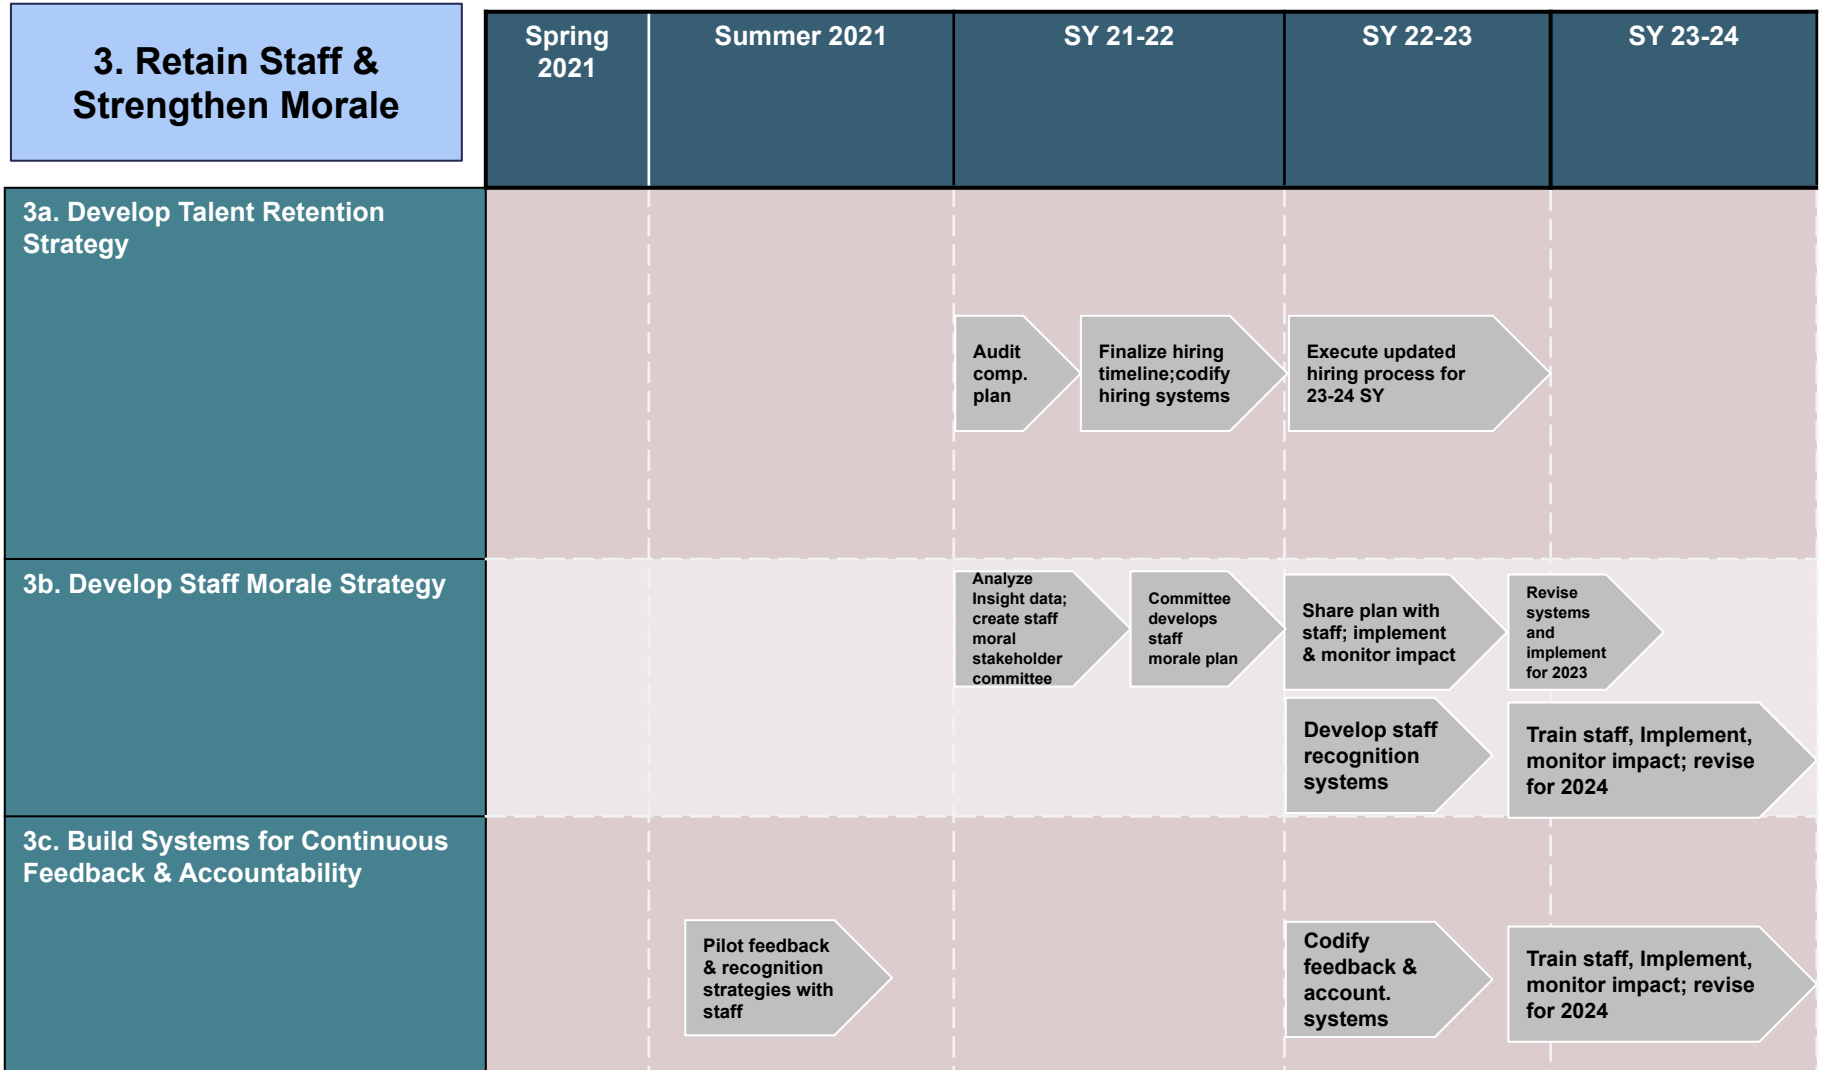 3. Retain Staff &
Strengthen Morale
Spring
2021
Summer 2021
SY 21-22
SY 22-23
SY 23-24
3a. Develop Talent Retention
Strategy
Audit
comp.
plan
Finalize hiring
timeline;codify
hiring systems
Execute updated
hiring process for
23-24 SY
3b. Develop Staff Morale Strategy
Analyze
Insight data;
create staff
moral
stakeholder
committee
Committee
develops
staff
morale plan
Share plan with
staff; implement
& monitor impact
Revise
systems
and
implement
for 2023
Develop staff
recognition
systems
Train staff, Implement,
monitor impact; revise
for 2024
3c. Build Systems for Continuous
Feedback & Accountability
Pilot feedback
& recognition
strategies with
staff
Codify
feedback &
account.
systems
Train staff, Implement,
monitor impact; revise
for 2024